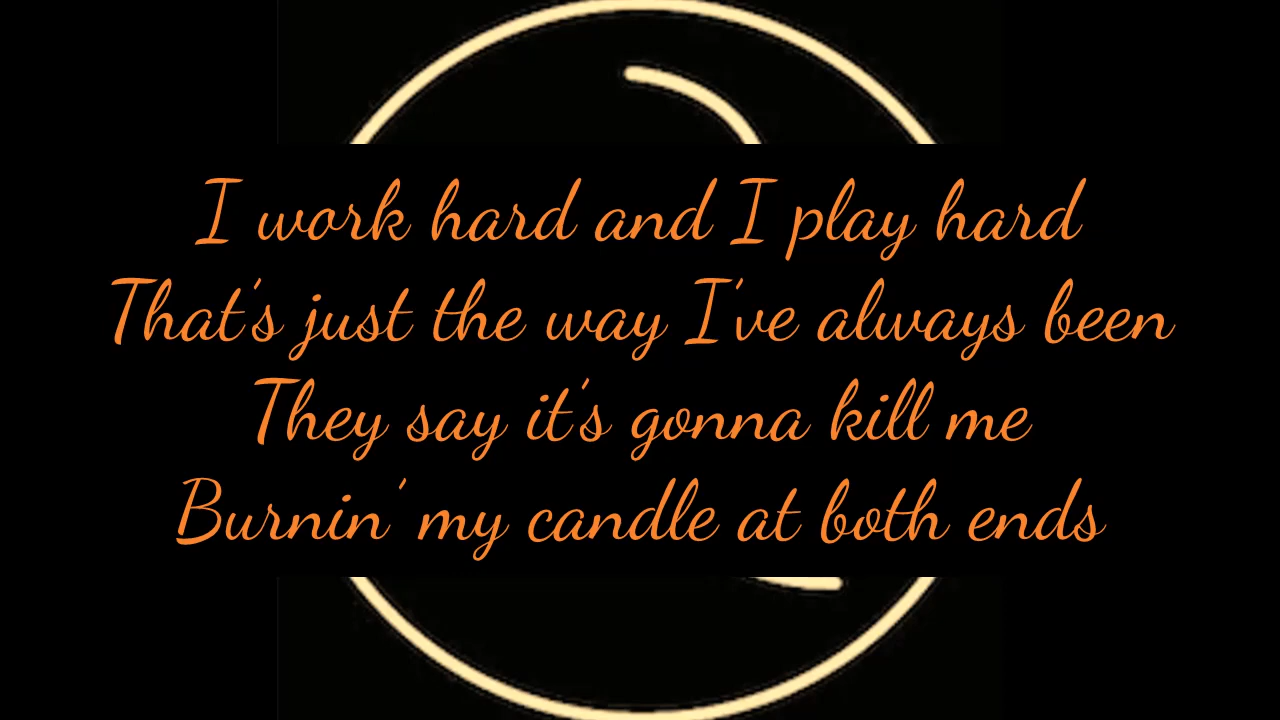 I work hard and I play hard
That's just the way I've always been
They say it's gonna kill me
Burnin' my candle at both ends